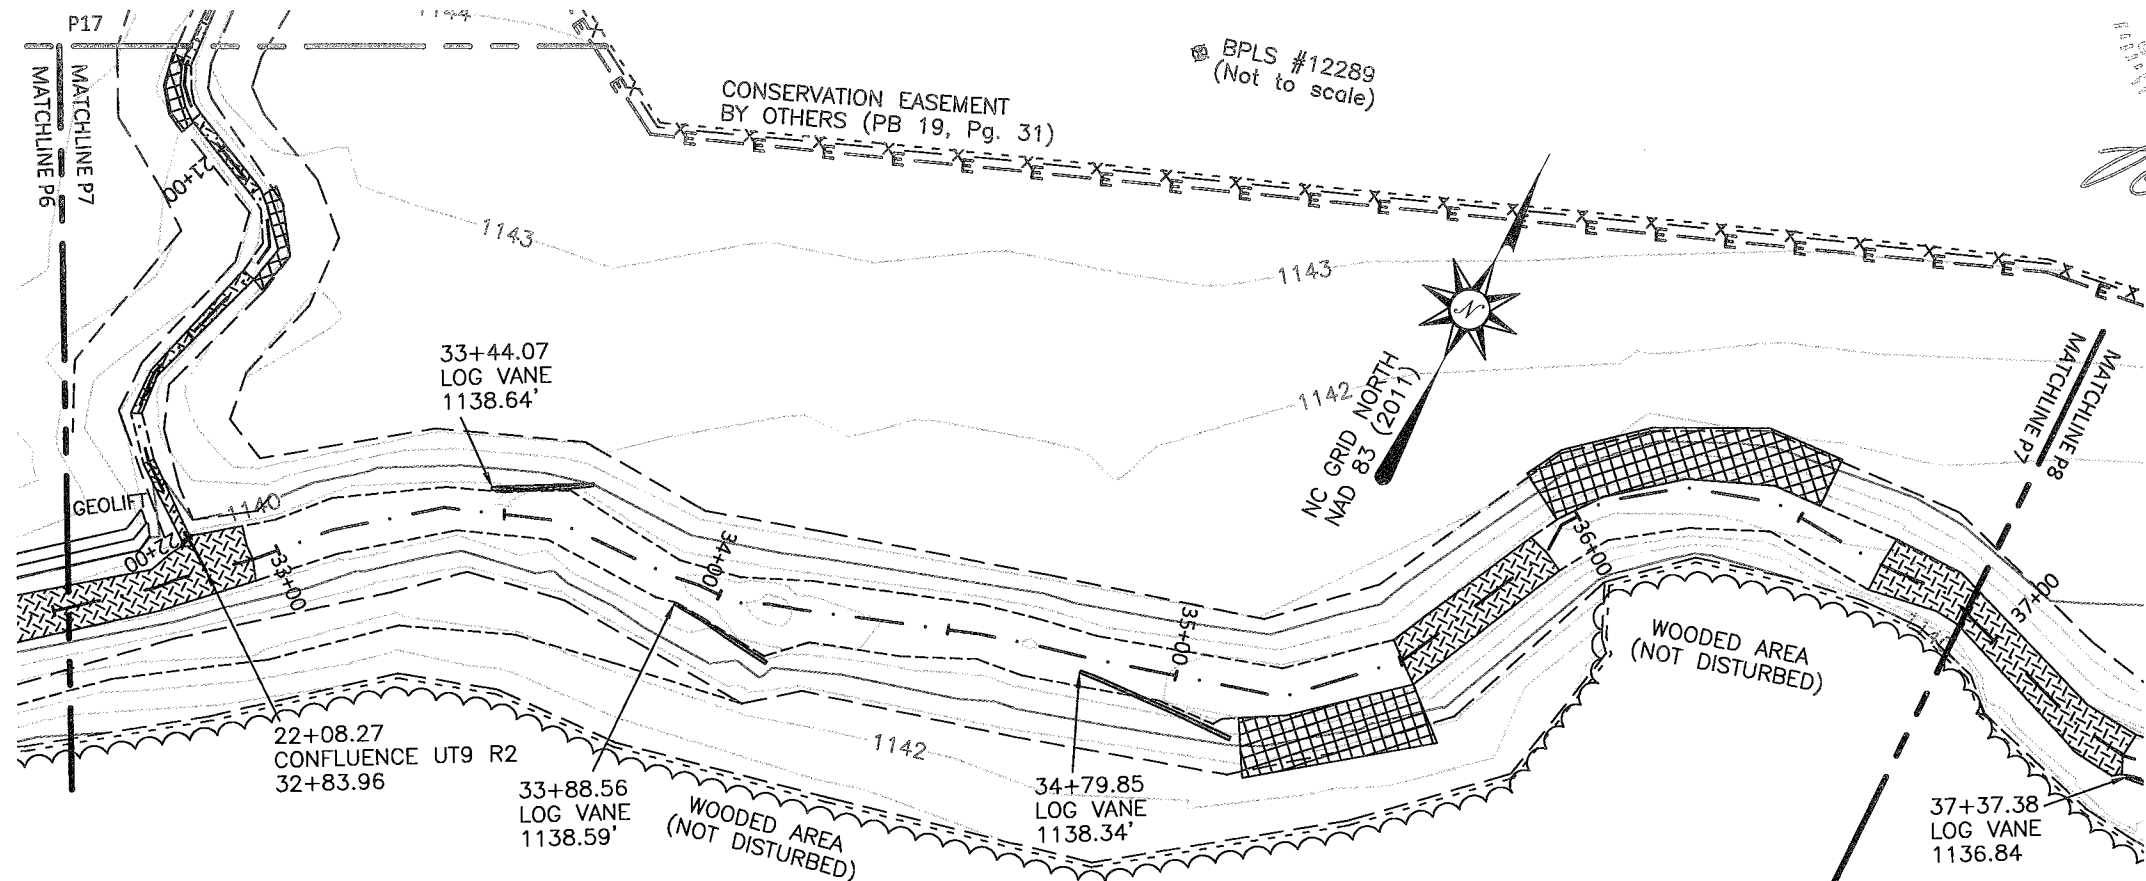 P17
1144
MATCHLINE P7
MATCHLINE P6
BPLS #12289
(Not to scale)
CONSERVATION EASEMENT
BY OTHERS (PB 19, Pg. 31)
X E X E X E X E X E X E X E X E X E X E X E X E X E X E X E X E X E X E X E X E X E X E X E X
21+00
1143
1143
N
NC GRID NORTH
NAD 83 (2011)
1142
33+44.07
LOG VANE
1138.64'
MATCHLINE P8
MATCHLINE P7
GEOLIFT
1140
22+00
33+00
34+00
35+00
36+00
37+00
WOODED AREA
(NOT DISTURBED)
22+08.27
CONFLUENCE UT9 R2
32+83.96
33+88.56
LOG VANE
1138.59'
WOODED AREA
(NOT DISTURBED)
1142
34+79.85
LOG VANE
1138.34'
37+37.38
LOG VANE
1136.84